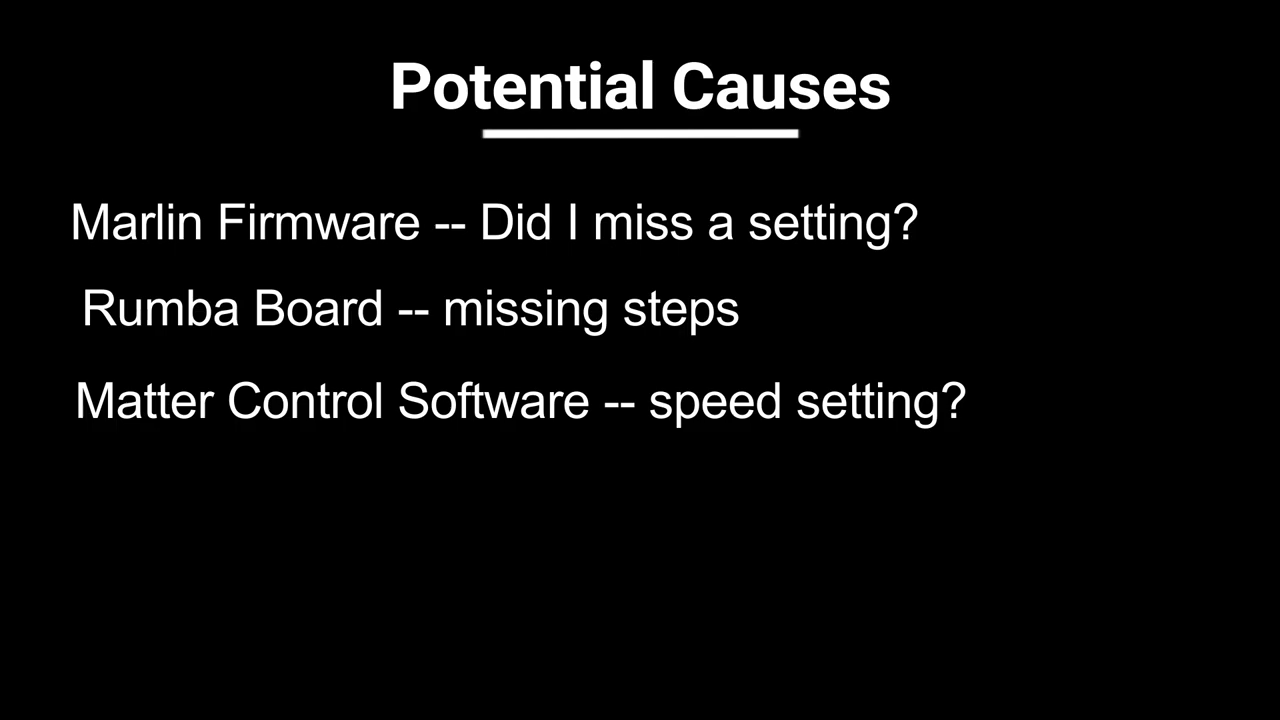 Potential Causes
Marlin Firmware -- Did I miss a setting?
Rumba Board -- missing steps
Matter Control Software -- speed setting?